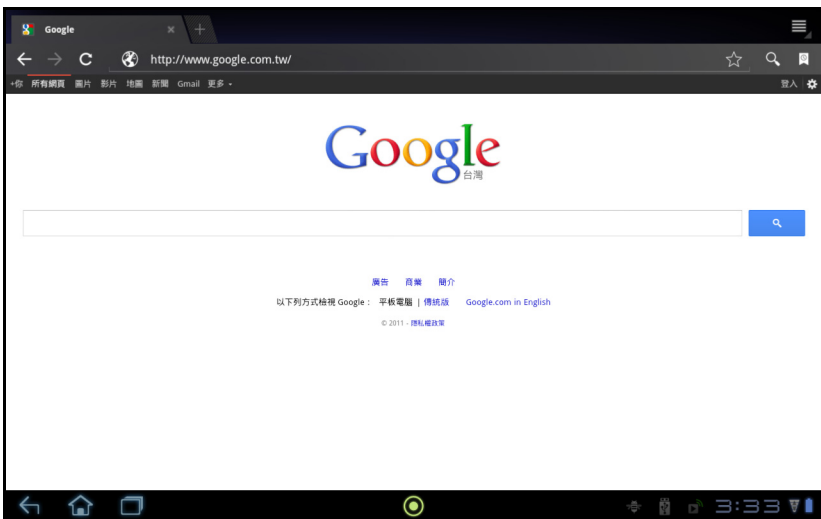 Google
http://www.google.com.tw/
+你 所有網頁 圖片 影片 地圖 新聞 Gmail 更多
登入
Google
台灣
廣告 商業 簡介
以下列方式檢視 Google： 平板電腦 | 傳統版 Google.com in English
© 2011 - 隱私權政策
3:33